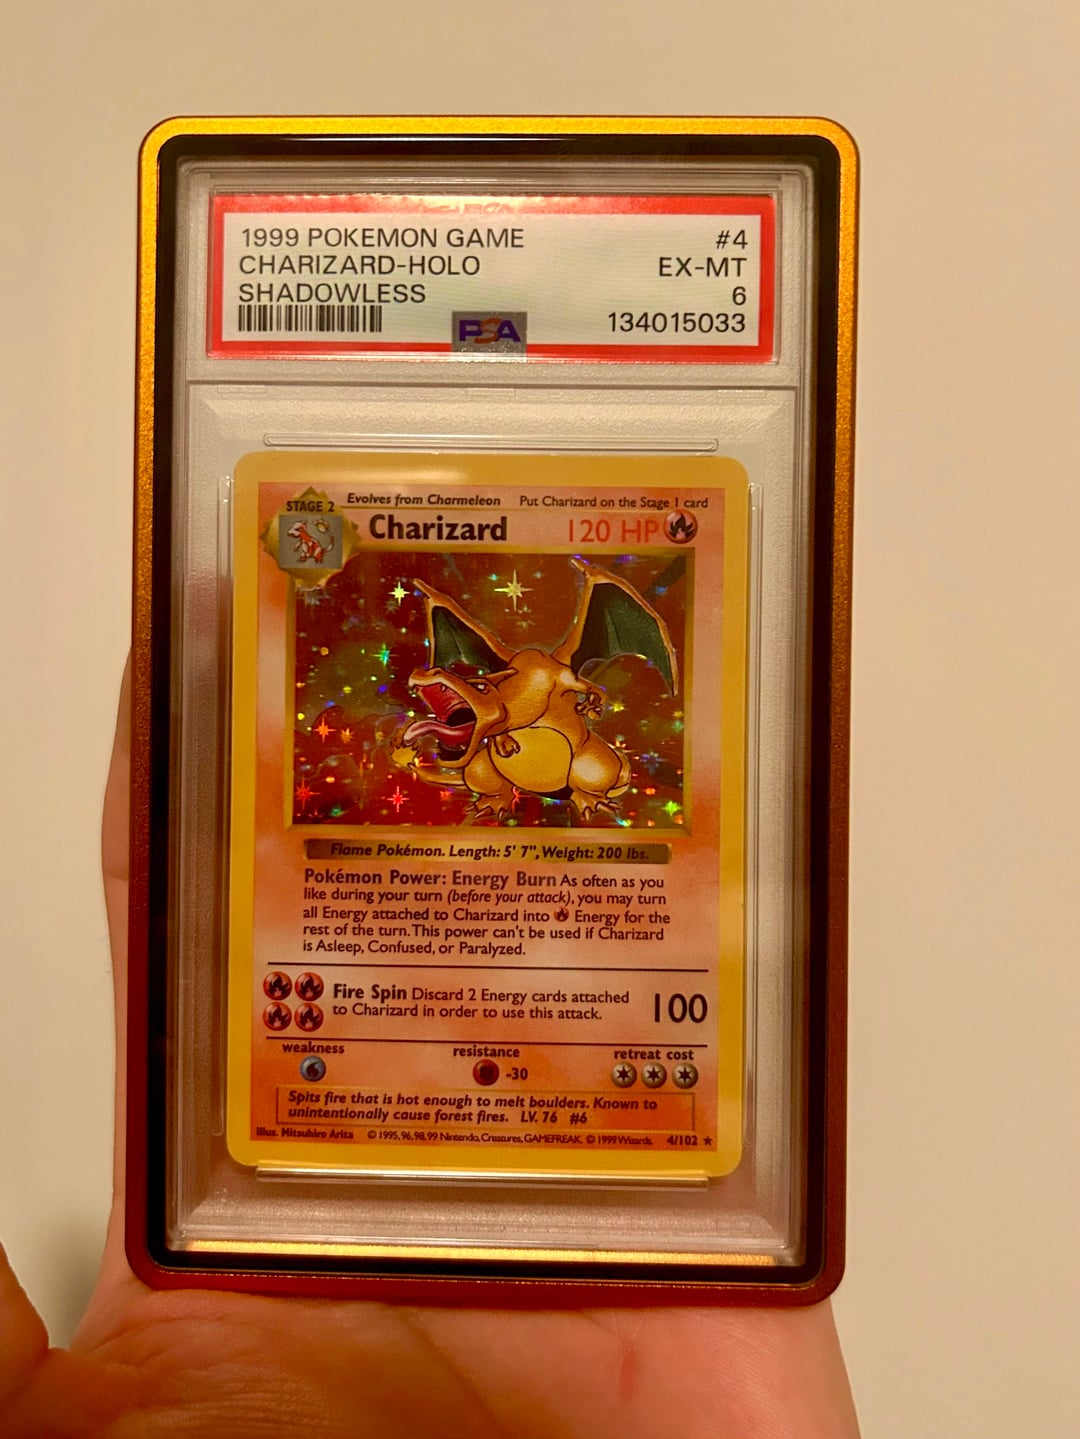 1999 POKEMON GAME #4
CHARIZARD-HOLO EX-MT
SHADOWLESS 6
134015033
PSA
STAGE 2 Evolves from Charmeleon Put Charizard on the Stage 1 card
Charizard 120 HP
Flame Pokémon. Length: 5' 7", Weight: 200 lbs.
Pokémon Power: Energy Burn As often as you
like during your turn (before your attack), you may turn
all Energy attached to Charizard into Energy for the
rest of the turn. This power can't be used if Charizard
is Asleep, Confused, or Paralyzed.
Fire Spin Discard 2 Energy cards attached
to Charizard in order to use this attack. 100
weakness resistance retreat cost
-30
Spits fire that is hot enough to melt boulders. Known to
unintentionally cause forest fires. LV. 76 #6
Illus. Mitsuhiro Arita © 1995, 96, 98, 99 Nintendo, Creatures, GAMEFREAK. © 1999 Wizards. 4/102 ★